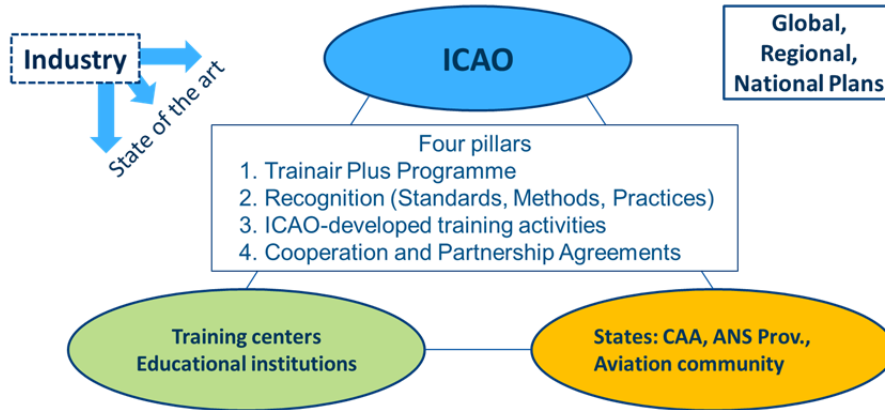 Industry
State of the art
ICAO
Global,
Regional,
National Plans
Four pillars
1. Trainair Plus Programme
2. Recognition (Standards, Methods, Practices)
3. ICAO-developed training activities
4. Cooperation and Partnership Agreements
Training centers
Educational institutions
States: CAA, ANS Prov.,
Aviation community